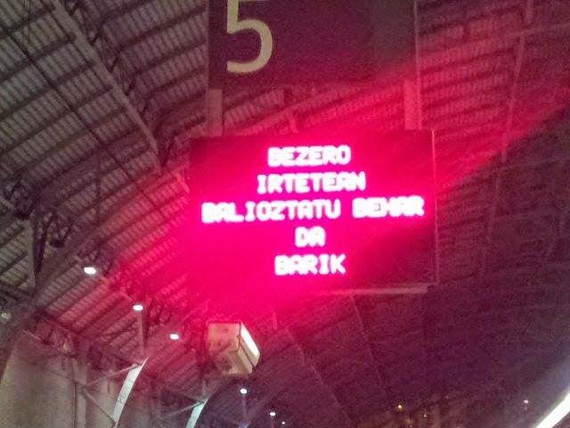 5
BEZERO
IRTETEAN
BALIOZTATU BEHAR
DA
BARIK